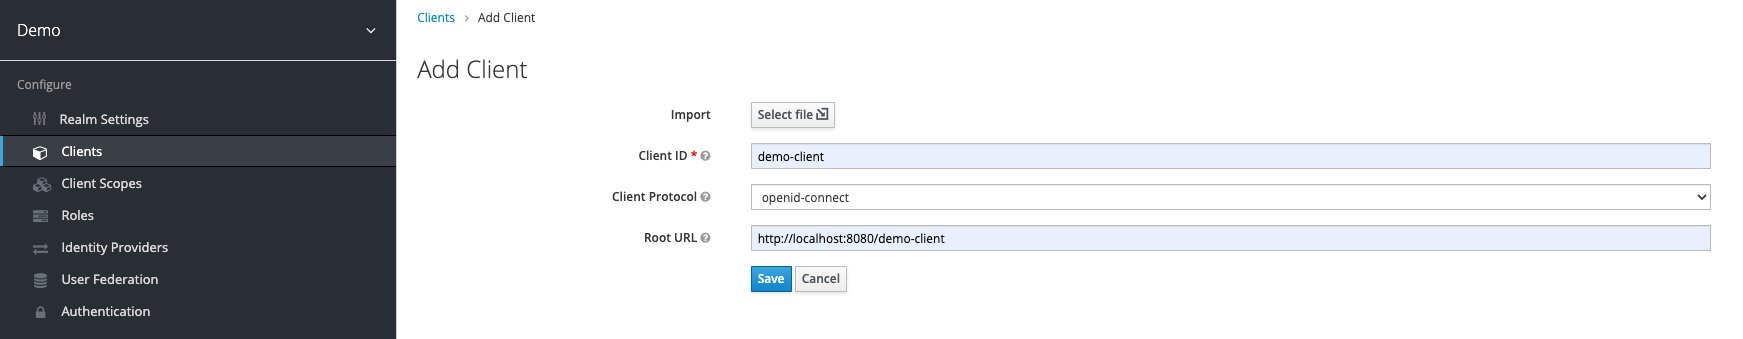 Demo
Configure
Realm Settings
Clients
Client Scopes
Roles
Identity Providers
User Federation
Authentication
Clients > Add Client
Add Client
Import Select file
Client ID * demo-client
Client Protocol openid-connect
Root URL http://localhost:8080/demo-client
Save Cancel